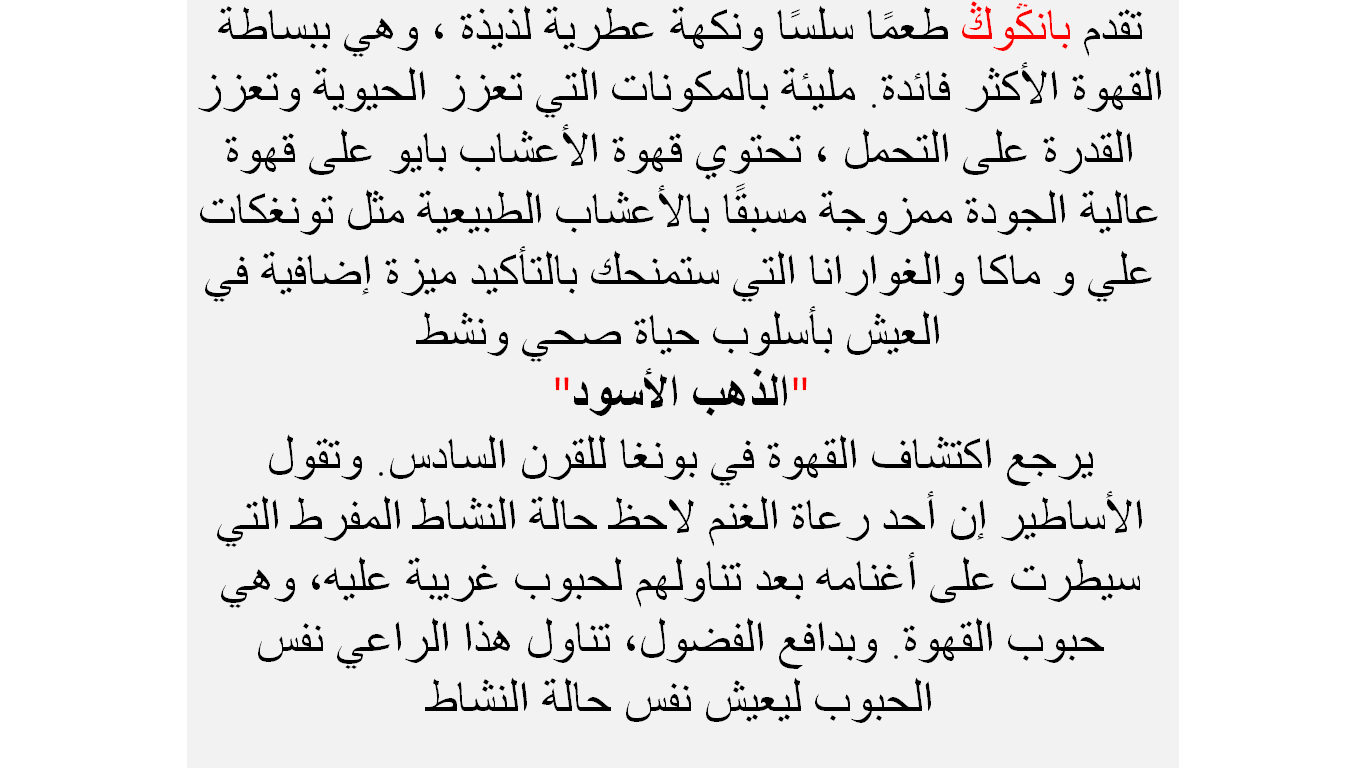 تقدم بانݣوݣ طعمًا سلسًا ونكهة عطرية لذيذة ، وهي ببساطة
القهوة الأكثر فائدة. مليئة بالمكونات التي تعزز الحيوية وتعزز
القدرة على التحمل ، تحتوي قهوة الأعشاب بايو على قهوة
عالية الجودة ممزوجة مسبقًا بالأعشاب الطبيعية مثل تونغكات
علي و ماكا والغوارانا التي ستمنحك بالتأكيد ميزة إضافية في
العيش بأسلوب حياة صحي ونشط
"الذهب الأسود"
يرجع اكتشاف القهوة في بونغا للقرن السادس. وتقول
الأساطير إن أحد رعاة الغنم لاحظ حالة النشاط المفرط التي
سيطرت على أغنامه بعد تناولهم لحبوب غريبة عليه، وهي
حبوب القهوة. وبدافع الفضول، تناول هذا الراعي نفس
الحبوب ليعيش نفس حالة النشاط